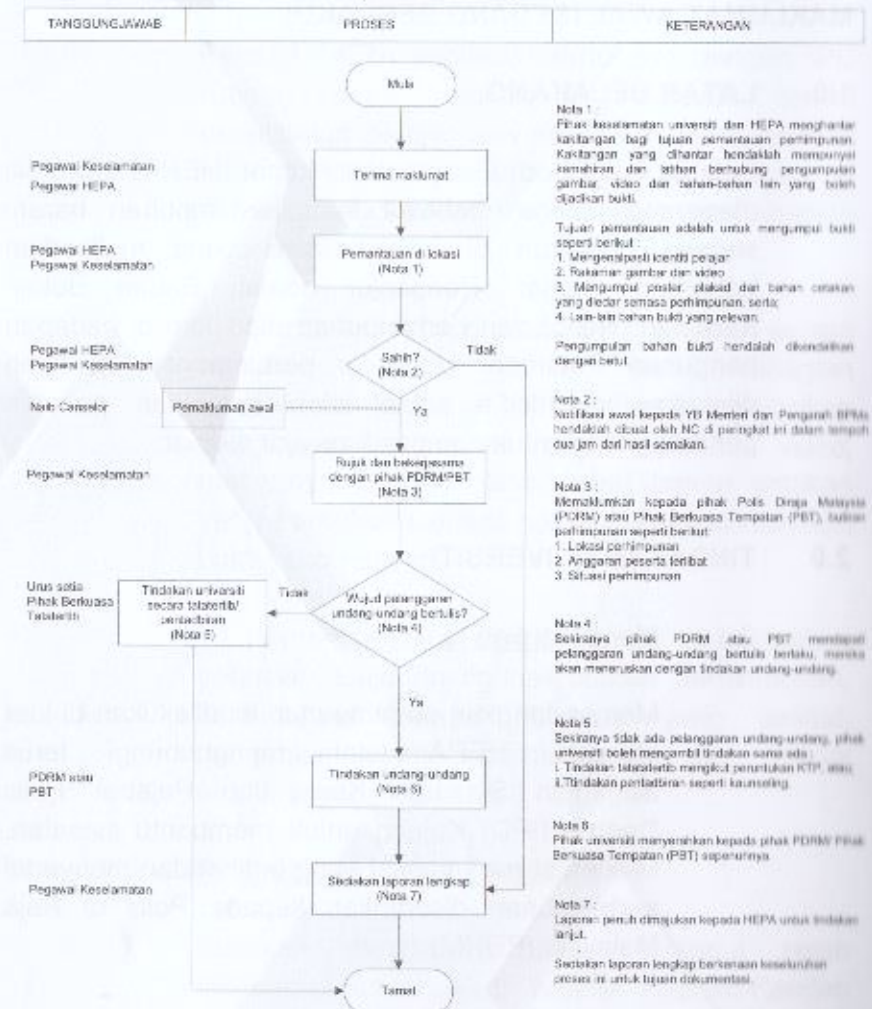 TANGGUNGJAWAB
PROSES
KETERANGAN
Mula
Pegawai Keselamatan
Pegawai HEPA
Terima maklumat
Pegawai HEPA
Pegawai Keselamatan
Pemantauan di lokasi
(Nota 1)
Pegawai HEPA
Pegawai Keselamatan
Sahih?
(Nota 2)
Tidak
Ya
Naib Canselor
Pemakluman awal
Pegawai Keselamatan
Rujuk dan bekerjasama
dengan pihak PDRM/PBT
(Nota 3)
Urus setia
Pihak Berkuasa
Tatatertib
Tindakan universiti
secara tatatertib/
pentadbiran
(Nota 5)
Tidak
Wujud pelanggaran
undang-undang bertulis?
(Nota 4)
Ya
PDRM atau
PBT
Tindakan undang-undang
(Nota 6)
Pegawai Keselamatan
Sediakan laporan lengkap
(Nota 7)
Tamat
Nota 1 :
Pihak keselamatan universiti dan HEPA menghantar
kakitangan bagi tujuan pemantauan perhimpunan.
Kakitangan yang dihantar hendaklah mempunyai
kemahiran dan latihan berhubung pengumpulan
gambar, video dan bahan-bahan lain yang boleh
dijadikan bukti.
Tujuan pemantauan adalah untuk mengumpul bukti
seperti berikut :
1. Mengenalpasti identiti pelajar
2. Rakaman gambar dan video
3. Mengumpul poster, plakad dan bahan cetakan
yang diedar semasa perhimpunan, serta;
4. Lain-lain bahan bukti yang relevan.
Pengumpulan bahan bukti hendaklah dikendalikan
dengan betul
Nota 2 :
Notifikasi awal kepada YB Menteri dan Pengarah BPMs
hendaklah dibuat oleh NC di peringkat ini dalam tempoh
dua jam dari hasil semakan.
Nota 3 :
Memaklumkan kepada pihak Polis Diraja Malaysia
(PDRM) atau Pihak Berkuasa Tempatan (PBT), butiran
perhimpunan seperti berikut:
1. Lokasi perhimpunan
2. Anggaran peserta terlibat
3. Situasi perhimpunan
Nota 4 :
Sekiranya pihak PDRM atau PBT mendapati
pelanggaran undang-undang bertulis berlaku, mereka
akan meneruskan dengan tindakan undang-undang.
Nota 5 :
Sekiranya tidak ada pelanggaran undang-undang, pihak
universiti boleh mengambil tindakan sama ada :
i. Tindakan tatatertib mengikut peruntukan KTP, atau;
ii.Tindakan pentadbiran seperti kaunseling.
Nota 6
Pihak universiti menyerahkan kepada pihak PDRM/ Pihak
Berkuasa Tempatan (PBT) sepenuhnya.
Nota 7 :
Laporan penuh dimajukan kepada HEPA untuk tindakan
lanjut.
Sediakan laporan lengkap berkenaan keseluruhan
proses ini untuk tujuan dokumentasi.